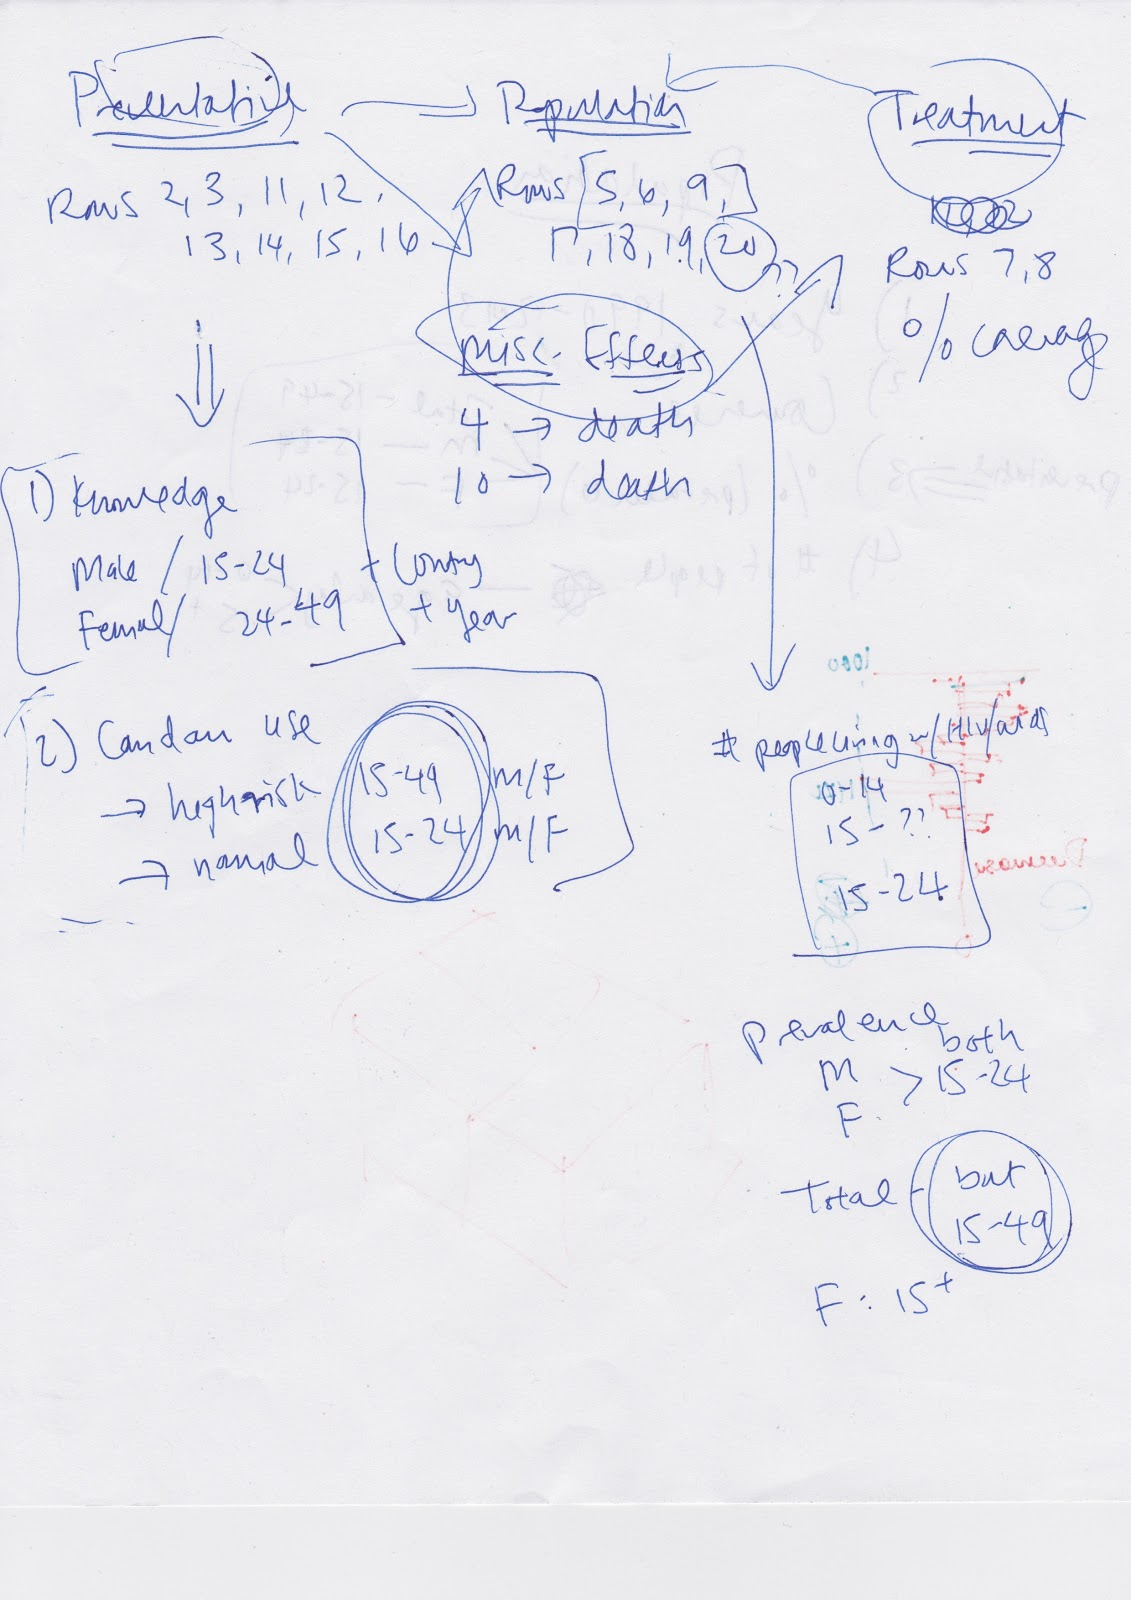 Preventative
Rows 2, 3, 11, 12,
13, 14, 15, 16
Population
Rows [5, 6, 9,]
17, 18, 19, 20
??
Treatment
Rows 7,8
% coverag
misc. Effects
4 → death
10 → death
1) Knowledge
Male / 15-24
Female/ 24-49
+ Country
+ year
2) Condom use
→ high risk 15-49 M/F
→ normal 15-24 M/F
# people living w/HIV/aids
0-14
15-??
15-24
prevalence
both
M > 15-24
F
Total - but
15-49
F: 15+